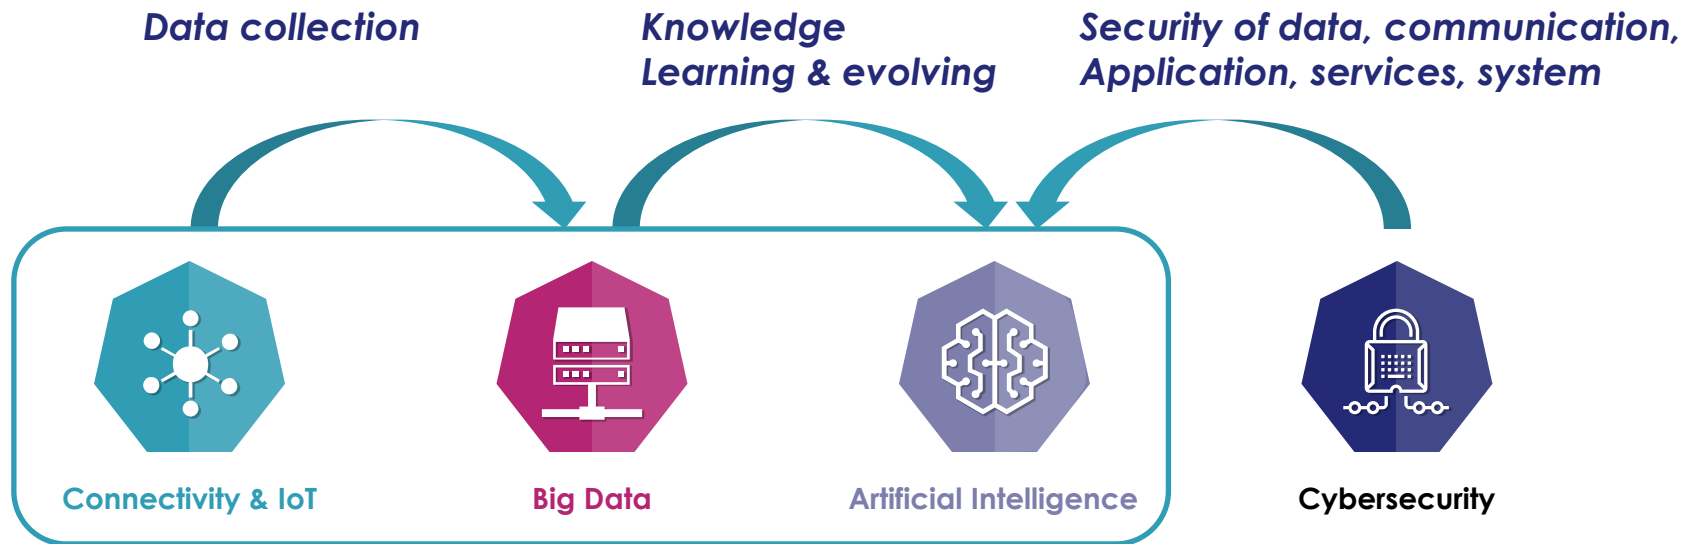 Data collection
Knowledge
Learning & evolving
Security of data, communication,
Application, services, system
Connectivity & IoT
Big Data
Artificial Intelligence
Cybersecurity